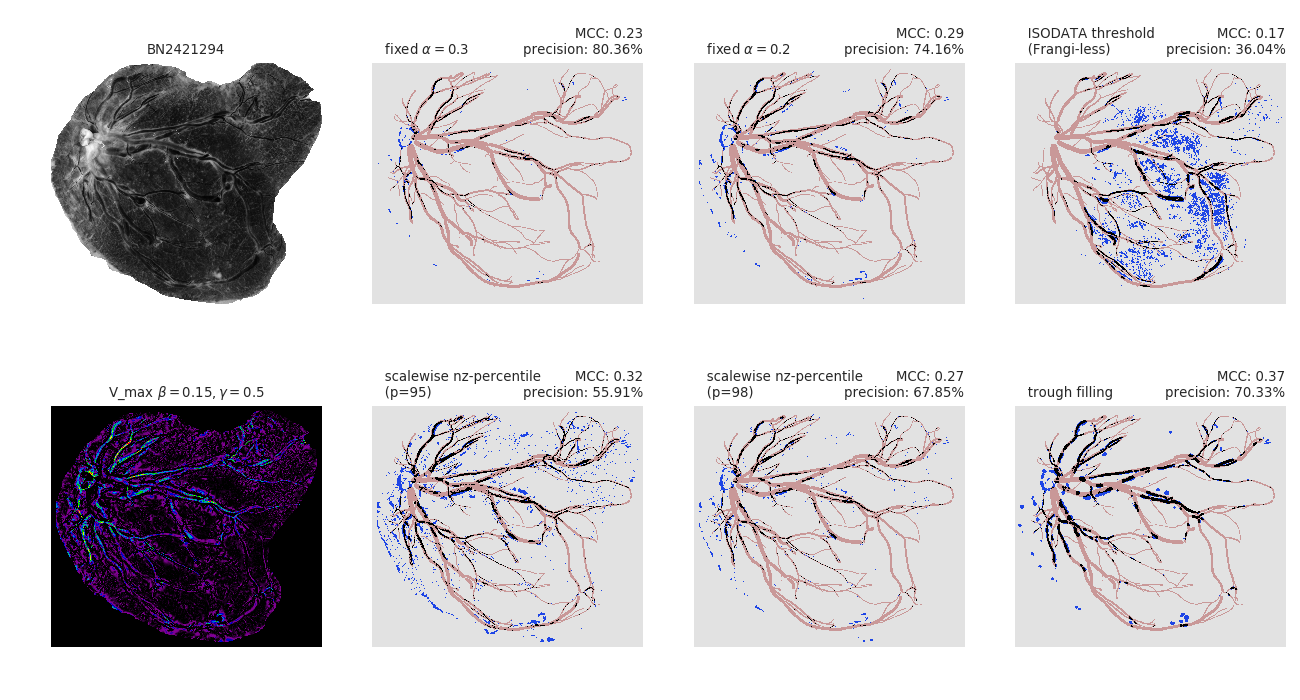 BN2421294
fixed α = 0.3
MCC: 0.23
precision: 80.36%
fixed α = 0.2
MCC: 0.29
precision: 74.16%
ISODATA threshold
(Frangi-less)
MCC: 0.17
precision: 36.04%
V_max β = 0.15, γ = 0.5
scalewise nz-percentile
(p=95)
MCC: 0.32
precision: 55.91%
scalewise nz-percentile
(p=98)
MCC: 0.27
precision: 67.85%
trough filling
MCC: 0.37
precision: 70.33%